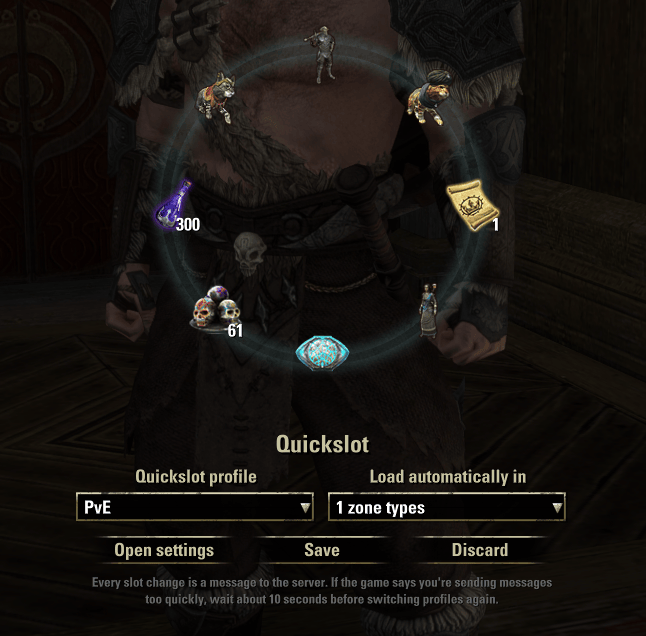 300
1
61
Quickslot
Quickslot profile
Load automatically in
PvE
1 zone types
Open settings
Save
Discard
Every slot change is a message to the server. If the game says you're sending messages
too quickly, wait about 10 seconds before switching profiles again.